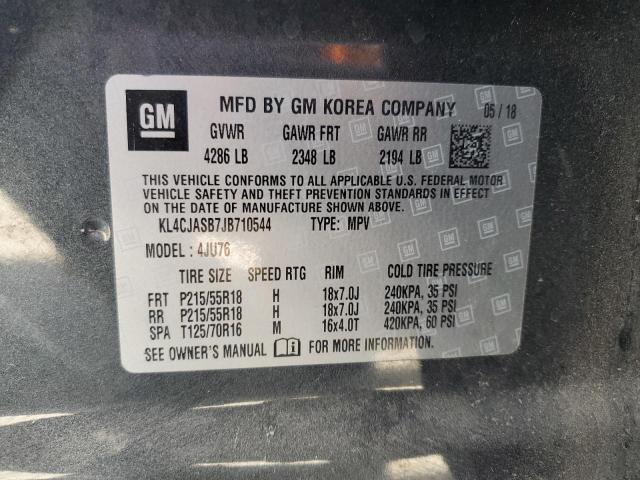 GM MFD BY GM KOREA COMPANY 05/18
GVWR GAWR FRT GAWR RR
4286 LB 2348 LB 2194 LB
THIS VEHICLE CONFORMS TO ALL APPLICABLE U.S. FEDERAL MOTOR
VEHICLE SAFETY AND THEFT PREVENTION STANDARDS IN EFFECT
ON THE DATE OF MANUFACTURE SHOWN ABOVE.
KL4CJASB7JB710544 TYPE: MPV
MODEL: 4JU76
TIRE SIZE SPEED RTG RIM COLD TIRE PRESSURE
FRT P215/55R18 H 18x7.0J 240KPA, 35 PSI
RR P215/55R18 H 18x7.0J 240KPA, 35 PSI
SPA T125/70R16 M 16x4.0T 420KPA, 60 PSI
SEE OWNER'S MANUAL FOR MORE INFORMATION.